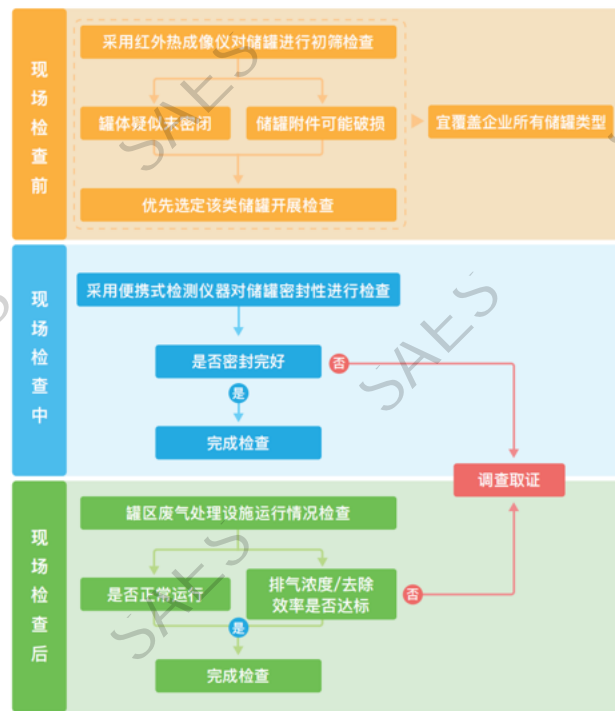 现场检查前
采用红外热成像仪对储罐进行初筛检查
罐体疑似未密闭
储罐附件可能破损
宜覆盖企业所有储罐类型
优先选定该类储罐开展检查
现场检查中
采用便携式检测仪器对储罐密封性进行检查
是否密封完好
否
是
完成检查
调查取证
现场检查后
罐区废气处理设施运行情况检查
是否正常运行
排气浓度/去除
效率是否达标
否
是
完成检查
SAES
SAES
SAES